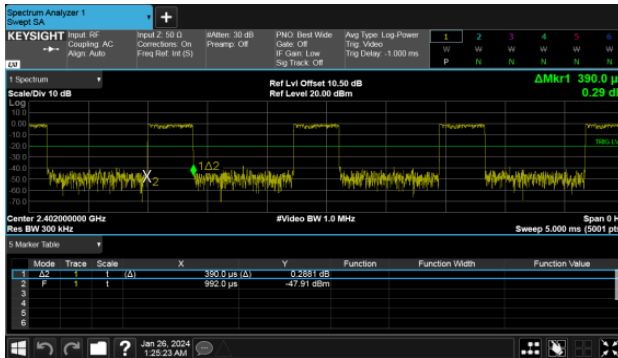 Spectrum Analyzer 1
Swept SA
+
KEYSIGHT
Input: RF
Coupling: AC
Align: Auto
Input Z: 50 Ω
Corrections: On
Freq Ref: Int (S)
#Atten: 30 dB
Preamp: Off
PNO: Best Wide
Gate: Off
IF Gain: Low
Sig Track: Off
Avg Type: Log-Power
Trig: Video
Trig Delay: -1.000 ms
1 2 3 4 5 6
W W W W W W
P N N N N N
LXI
1 Spectrum
Scale/Div 10 dB
Ref Lvl Offset 10.50 dB
Ref Level 20.00 dBm
ΔMkr1 390.0 µ
0.29 d
Log
10.0
0.00
-10.0
-20.0
-30.0
-40.0
-50.0
-60.0
-70.0
TRIG LV
1Δ2
X2
Center 2.402000000 GHz
Res BW 300 kHz
#Video BW 1.0 MHz
Span 0 H
Sweep 5.000 ms (5001 pts
5 Marker Table
Mode Trace Scale X Y Function Function Width Function Value
1 Δ2 1 t (Δ) 390.0 µs (Δ) 0.2881 dB
2 F 1 t 992.0 µs -47.91 dBm
3
4
5
6
?
Jan 26, 2024
1:25:23 AM